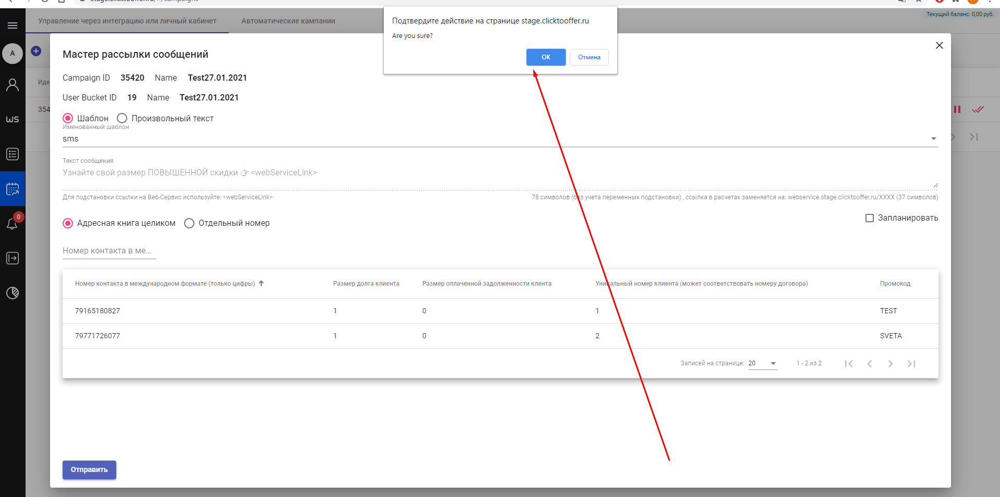 Управление через интеграцию или личный кабинет
Автоматические кампании
Текущий баланс: 0,00 руб.
Подтвердите действие на странице stage.clicktooffer.ru
Are you sure?
ОК
Отмена
A
Мастер рассылки сообщений
Campaign ID 35420 Name Test27.01.2021
User Bucket ID 19 Name Test27.01.2021
Шаблон
Произвольный текст
Именованный шаблон
sms
Текст сообщения
Узнайте свой размер ПОВЫШЕННОЙ скидки 👉 <webServiceLink>
Для подстановки ссылки на Веб-Сервис используйте: <webServiceLink>
78 символов (без учета переменных подстановки) , ссылка в расчетах заменяется на: webservice.stage.clicktooffer.ru/XXXX (37 символов)
Адресная книга целиком
Отдельный номер
Запланировать
Номер контакта в ме...
Номер контакта в международном формате (только цифры)
Размер долга клиента
Размер оплаченной задолженности клента
Уникальный номер клиента (может соответствовать номеру договора)
Промокод
79165180827 1 0 1 TEST
79771726077 1 0 2 SVETA
Записей на странице: 20
1 - 2 из 2
Отправить
Иде
354
ws
0